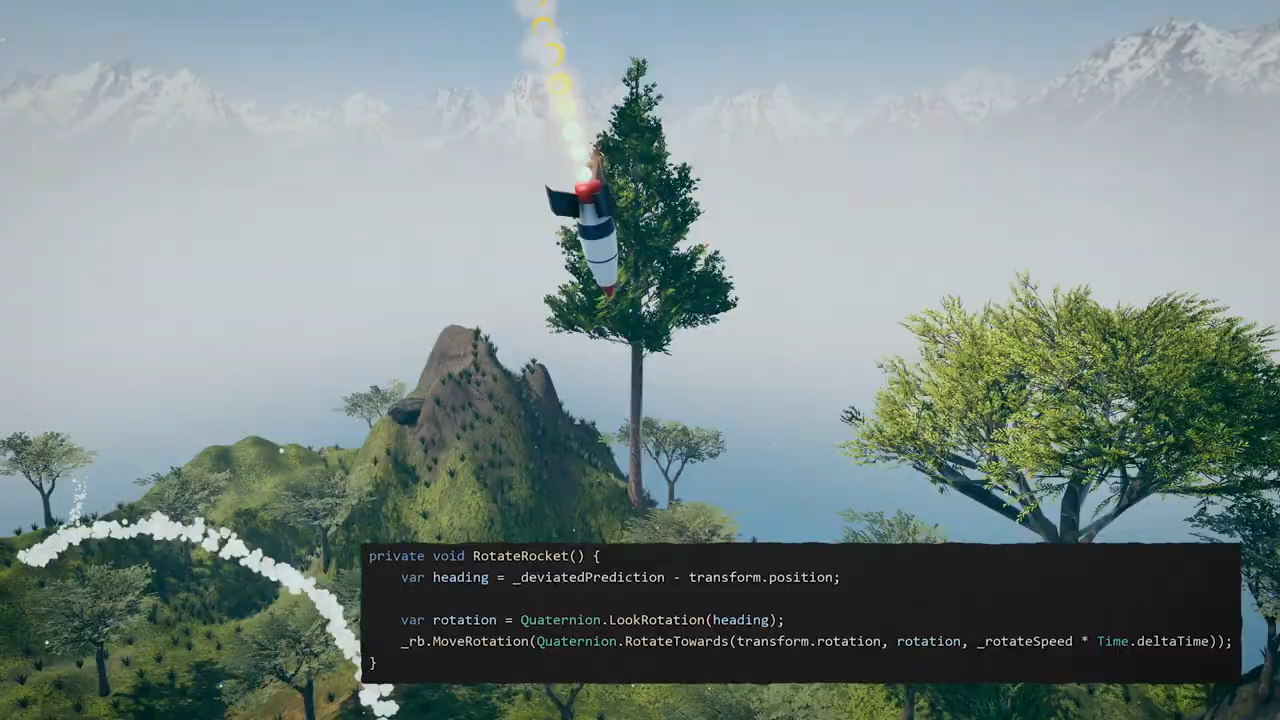 private void RotateRocket() {
var heading = _deviatedPrediction - transform.position;
var rotation = Quaternion.LookRotation(heading);
_rb.MoveRotation(Quaternion.RotateTowards(transform.rotation, rotation, _rotateSpeed * Time.deltaTime));
}